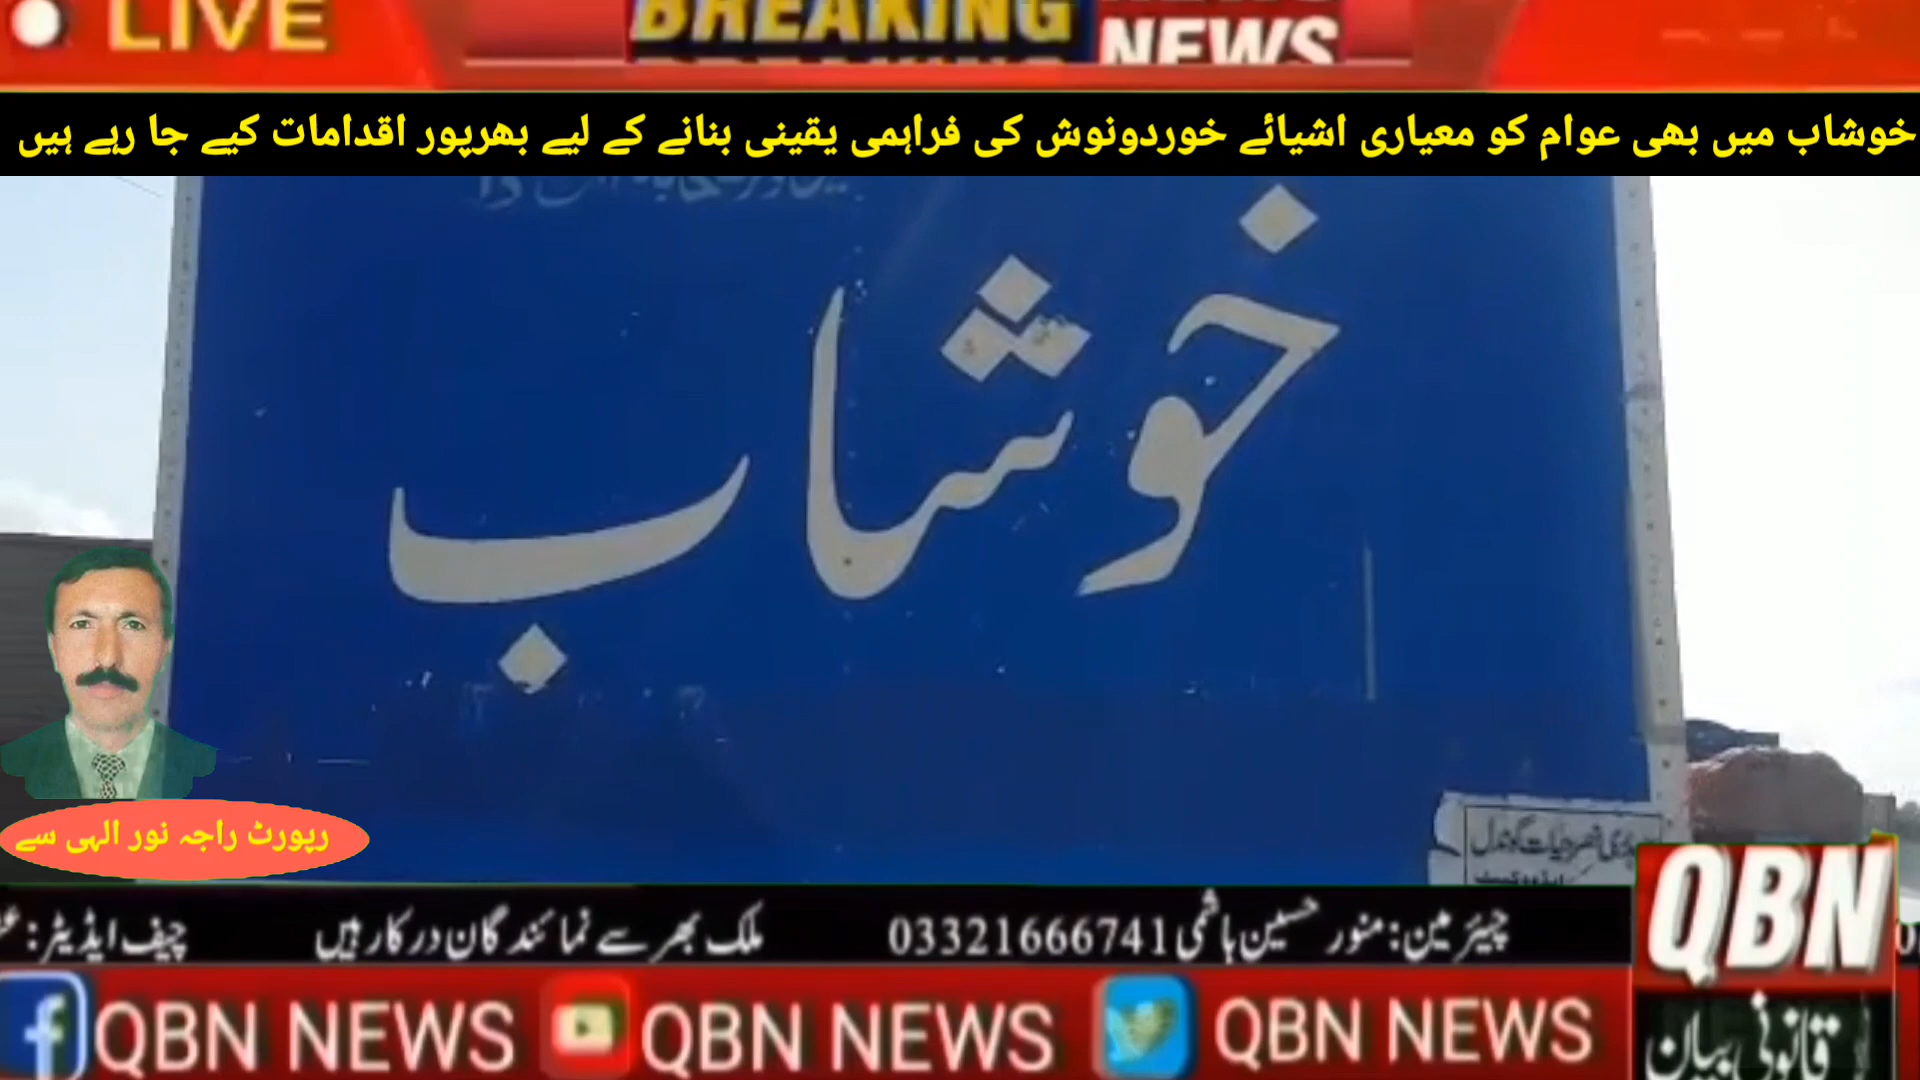 LIVE
BREAKING NEWS
خوشاب میں بھی عوام کو معیاری اشیائے خوردونوش کی فراہمی یقینی بنانے کے لیے بھرپور اقدامات کیے جا رہے ہیں
خوشاب
رپورٹ راجہ نور الہی سے
چیئرمین: منور حسین ہاشمی 03321666741 ملک بھر سے نمائندگان درکار ہیں چیف ایڈیٹر:
QBN
QBN NEWS QBN NEWS QBN NEWS
قانونی بیان